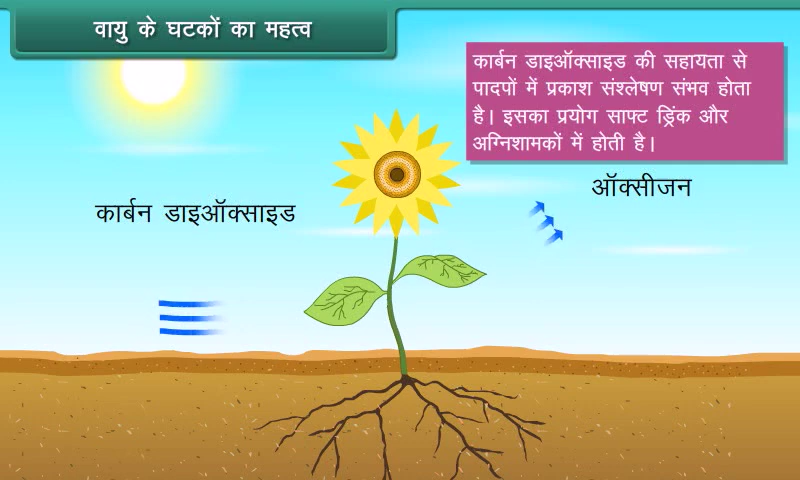 वायु के घटकों का महत्व
कार्बन डाइऑक्साइड की सहायता से
पादपों में प्रकाश संश्लेषण संभव होता
है। इसका प्रयोग साफ्ट ड्रिंक और
अग्निशामकों में होती है।
ऑक्सीजन
कार्बन डाइऑक्साइड